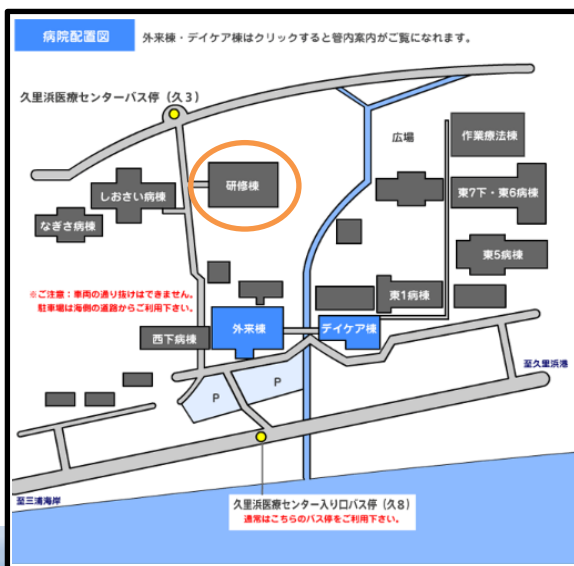 病院配置図
外来棟・デイケア棟はクリックすると管内案内がご覧になれます。
久里浜医療センターバス停（久３）
研修棟
広場
作業療法棟
しおさい病棟
なぎさ病棟
東7下・東6病棟
東5病棟
※ご注意：車両の通り抜けはできません。
駐車場は海側の道路からご利用下さい。
東1病棟
西下病棟
外来棟
デイケア棟
至久里浜港
P
P
至三浦海岸
久里浜医療センター入り口バス停（久8）
通常はこちらのバス停をご利用下さい。